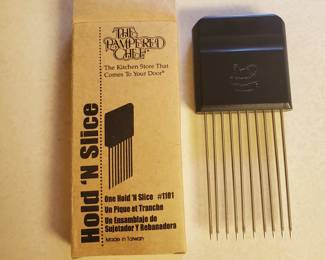 THE
PAMPERED
CHEF
The Kitchen Store That
Comes To Your Door®
Hold 'N Slice
One Hold 'N Slice #1101
Un Pique et Tranche
Un Ensamblaje de
Sujetador Y Rebanadora
Made in Taiwan